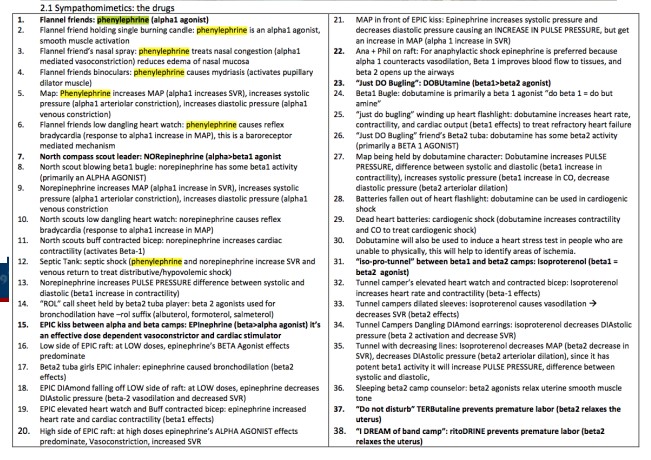 2.1 Sympathomimetics: the drugs
1. Flannel friends: phenylephrine (alpha1 agonist)
2. Flannel friend holding single burning candle: phenylephrine is an alpha1 agonist,
smooth muscle activation
3. Flannel friend's nasal spray: phenylephrine treats nasal congestion (alpha1
mediated vasoconstriction) reduces edema of nasal mucosa
4. Flannel friends binoculars: phenylephrine causes mydriasis (activates pupillary
dilator muscle)
5. Map: Phenylephrine increases MAP (alpha1 increases SVR), increases systolic
pressure (alpha1 arteriolar constriction), increases diastolic pressure (alpha1
venous constriction)
6. Flannel friends low dangling heart watch: phenylephrine causes reflex
bradycardia (response to alpha1 increase in MAP), this is a baroreceptor
mediated mechanism
7. North compass scout leader: NORepinephrine (alpha>beta1 agonist
8. North scout blowing beta1 bugle: norepinephrine has some beta1 activity
(primarily an ALPHA AGONIST)
9. Norepinephrine increases MAP (alpha1 increase in SVR), increases systolic
pressure (alpha1 arteriolar constriction), increases diastolic pressure (alpha1
venous constriction
10. North scouts low dangling heart watch: norepinephrine causes reflex
bradycardia (response to alpha1 increase in MAP)
11. North scouts buff contracted bicep: norepinephrine increases cardiac
contractility (activates Beta-1)
12. Septic Tank: septic shock (phenylephrine and norepinephrine increase SVR and
venous return to treat distributive/hypovolemic shock)
13. Norepinephrine increases PULSE PRESSURE difference between systolic and
diastolic (beta1 increase in contractility)
14. "ROL" call sheet held by beta2 tuba player: beta 2 agonists used for
bronchodilation have –rol suffix (albuterol, formoterol, salmeterol)
15. EPIC kiss between alpha and beta camps: EPInephrine (beta>alpha agonist) it's
an effective dose dependent vasoconstrictor and cardiac stimulator
16. Low side of EPIC raft: at LOW doses, epinephrine's BETA Agonist effects
predominate
17. Beta2 tuba girls EPIC inhaler: epinephrine caused bronchodilation (beta2
effects)
18. EPIC DIAmond falling off LOW side of raft: at LOW doses, epinephrine decreases
DIAstolic pressure (beta-2 vasodilation and decreased SVR)
19. EPIC elevated heart watch and Buff contracted bicep: epinephrine increased
heart rate and cardiac contractility (beta1 effects)
20. High side of EPIC raft: at high doses epinephrine's ALPHA AGONIST effects
predominate, Vasoconstriction, increased SVR
21. MAP in front of EPIC kiss: Epinephrine increases systolic pressure and
decreases diastolic pressure causing an INCREASE IN PULSE PRESSURE, but get
an increase in MAP (alpha 1 increase in SVR)
22. Ana + Phil on raft: For anaphylactic shock epinephrine is preferred because
alpha 1 counteracts vasodilation, Beta 1 improves blood flow to tissues, and
beta 2 opens up the airways
23. "Just DO Bugling": DOBUtamine (beta1>beta2 agonist)
24. Beta1 Bugle: dobutamine is primarily a beta 1 agonist "do beta 1 = do but
amine"
25. "just do bugling" winding up heart flashlight: dobutamine increases heart rate,
contractility, and cardiac output (beta1 effects) to treat refractory heart failure
26. "Just DO Bugling" friend's Beta2 tuba: dobutamine has some beta2 activity
(primarily a BETA 1 AGONIST)
27. Map being held by dobutamine character: Dobutamine increases PULSE
PRESSURE, difference between systolic and diastolic (beta1 increase in
contractility), increases systolic pressure (beta1 increase in CO, decrease
diastolic pressure (beta2 arteriolar dilation)
28. Batteries fallen out of heart flashlight: dobutamine can be used in cardiogenic
shock
29. Dead heart batteries: cardiogenic shock (dobutamine increases contractility
and CO to treat cardiogenic shock)
30. Dobutamine will also be used to induce a heart stress test in people who are
unable to physically, this will help to identify areas of ischemia.
31. "iso-pro-tunnel" between beta1 and beta2 camps: Isoproterenol (beta1 =
beta2 agonist)
32. Tunnel camper's elevated heart watch and contracted bicep: Isoproterenol
increases heart rate and contractility (beta-1 effects)
33. Tunnel campers dilated sleeves: isoproterenol causes vasodilation →
decreases SVR (beta2 effects)
34. Tunnel Campers Dangling DIAmond earrings: isoproterenol decreases DIAstolic
pressure (beta 2 activation and decrease SVR)
35. Tunnel with decreasing lines: Isoproterenol decreases MAP (beta2 decrease in
SVR), decreases DIAstolic pressure (beta2 arteriolar dilation), since it has
potent beta1 activity it will increase PULSE PRESSURE, difference between
systolic and diastolic,
36. Sleeping beta2 camp counselor: beta2 agonists relax uterine smooth muscle
tone
37. "Do not disturb" TERButaline prevents premature labor (beta2 relaxes the
uterus)
38. "I DREAM of band camp": ritoDRINE prevents premature labor (beta2
relaxes the uterus)